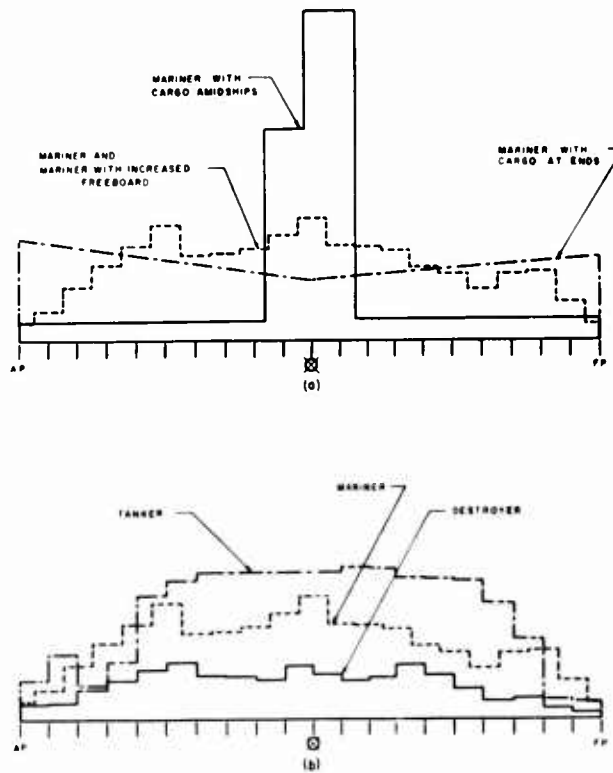 MARINER WITH
CARGO AMIDSHIPS
MARINER AND
MARINER WITH INCREASED
FREEBOARD
MARINER WITH
CARGO AT ENDS
AP
FP
(a)
MARINER
TANKER
DESTROYER
AP
FP
(b)